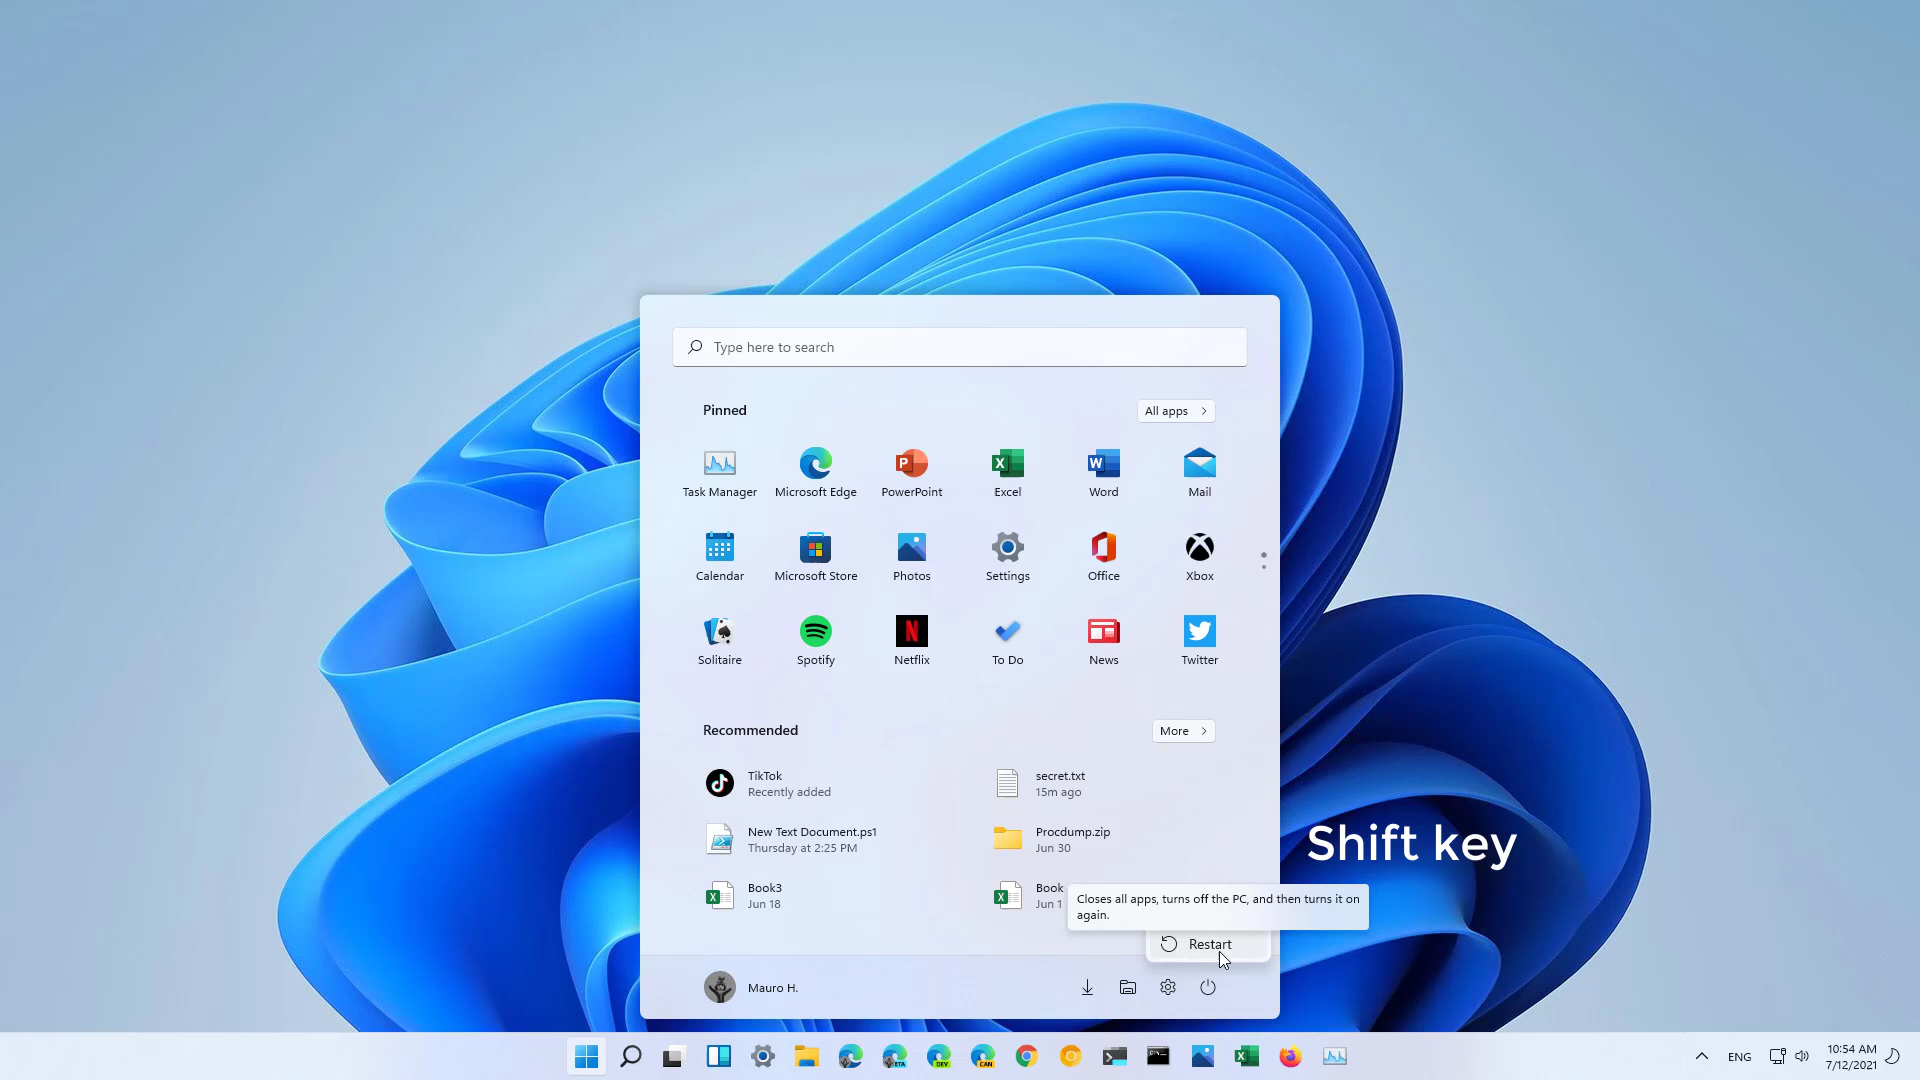 Type here to search
Pinned
All apps
Task Manager
Microsoft Edge
PowerPoint
Excel
Word
Mail
Calendar
Microsoft Store
Photos
Settings
Office
Xbox
Solitaire
Spotify
Netflix
To Do
News
Twitter
Recommended
More
TikTok
Recently added
secret.txt
15m ago
New Text Document.ps1
Thursday at 2:25 PM
Procdump.zip
Jun 30
Book3
Jun 18
Book
Jun 1
Shift key
Closes all apps, turns off the PC, and then turns it on
again.
Restart
Mauro H.
BETA
DEV
CAN
ENG
10:54 AM
7/12/2021